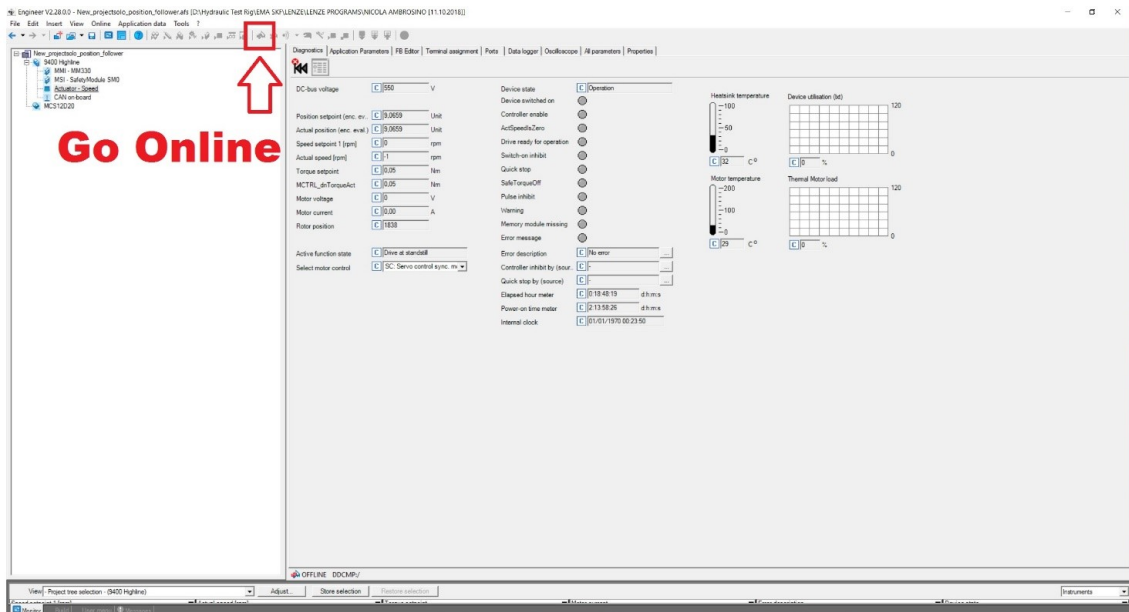 Engineer V2.28.0.0 - New_projectsolo_position_follower.afs [D:\Hydraulic Test Rig\EMA SKF\LENZE\LENZE PROGRAMS\NICOLA AMBROSINO [11.10.2016]]
File Edit Insert View Online Application data Tools ?
New_projectsolo_position_follower
9400 Highline
MMI - MM330
MSI - SafetyModule SM0
Actuator - Speed
CAN on-board
MCS12D20
Go Online
Diagnostics Application Parameters FB Editor Terminal assignment Ports Data logger Oscilloscope All parameters Properties
DC-bus voltage C 550 V
Position setpoint (enc. ev. C 9,0659 Unit
Actual position (enc. eval.) C 9,0659 Unit
Speed setpoint 1 [rpm] C 0 rpm
Actual speed [rpm] C -1 rpm
Torque setpoint C 0,05 Nm
MCTRL_dnTorqueAct C 0,05 Nm
Motor voltage C 0 V
Motor current C 0,00 A
Rotor position C 1838
Active function state C Drive at standstill
Select motor control C SC: Servo control sync. m
Device state C Operation
Device switched on
Controller enable
ActSpeedIsZero
Drive ready for operation
Switch-on inhibit
Quick stop
SafeTorqueOff
Pulse inhibit
Warning
Memory module missing
Error message
Error description C No error ...
Controller inhibit by (sour. C - ...
Quick stop by (source) C - ...
Elapsed hour meter C 0:18:48:19 d:h:m:s
Power-on time meter C 2:13:58:26 d:h:m:s
Internal clock C 01/01/1970 00:23:50
Heatsink temperature
100
50
0
C 32 C°
Device utilisation (Ixt)
120
0
C 0 %
Motor temperature
200
100
0
C 29 C°
Thermal Motor load
120
0
C 0 %
OFFLINE DDCMP:/
View - Project tree selection - (9400 Highline) Adjust... Store selection Restore selection Instruments